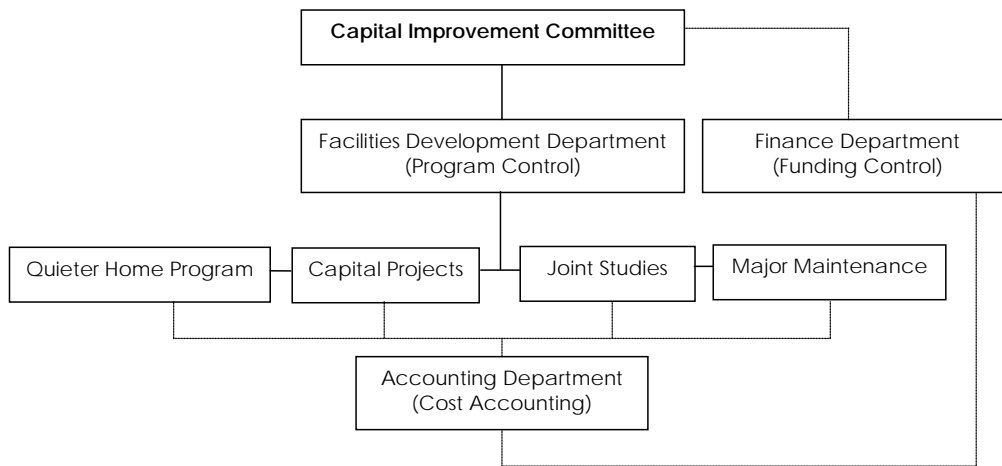 Capital Improvement Committee
Facilities Development Department
(Program Control)
Finance Department
(Funding Control)
Quieter Home Program
Capital Projects
Joint Studies
Major Maintenance
Accounting Department
(Cost Accounting)